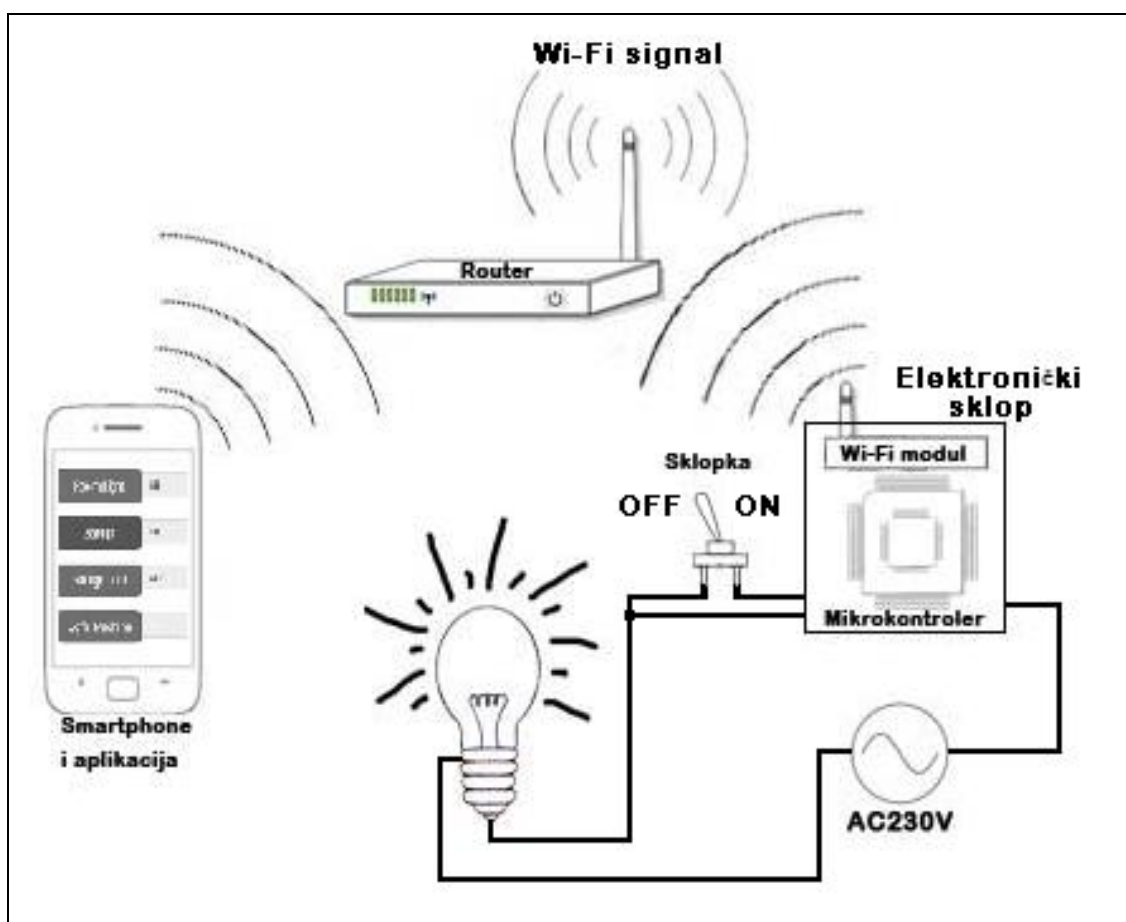 Wi-Fi signal
Router
Elektronički
sklop
Wi-Fi modul
Sklopka
OFF ON
Mikrokontroler
Smartphone
i aplikacija
AC230V